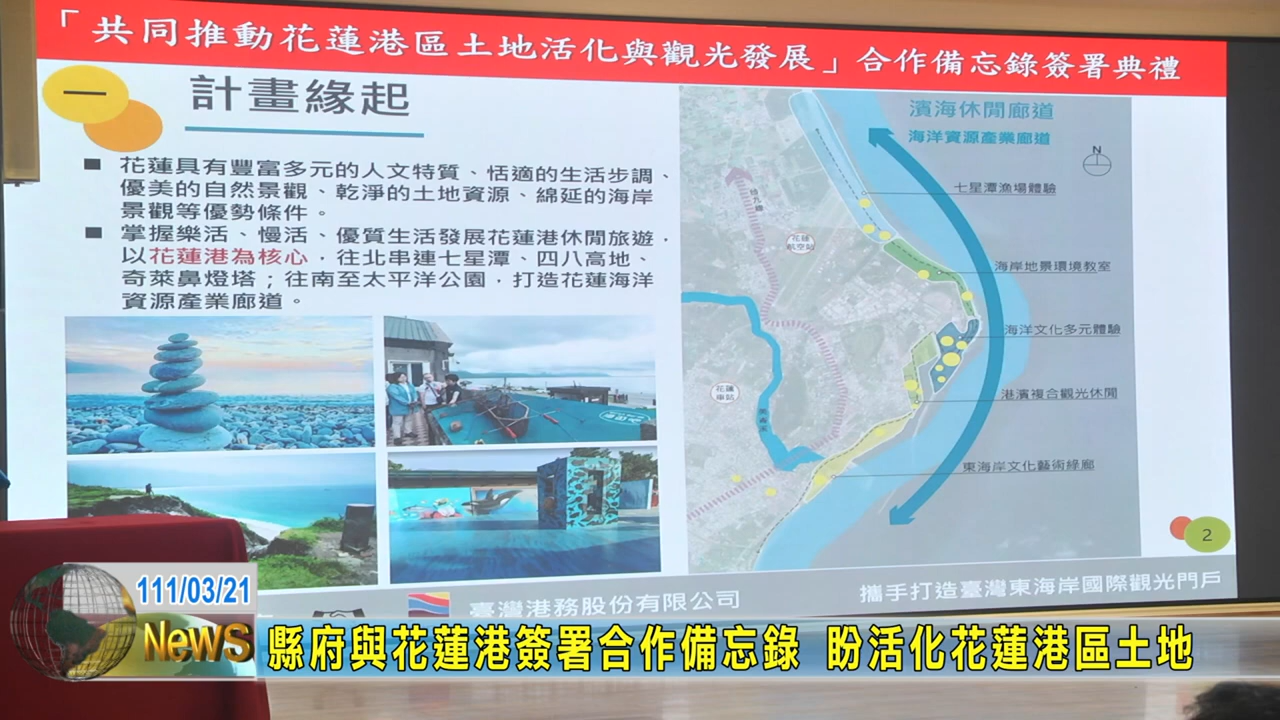 「共同推動花蓮港區土地活化與觀光發展」合作備忘錄簽署典禮
一
計畫緣起
■ 花蓮具有豐富多元的人文特質、恬適的生活步調、
優美的自然景觀、乾淨的土地資源、綿延的海岸
景觀等優勢條件。
■ 掌握樂活、慢活、優質生活發展花蓮港休閒旅遊，
以花蓮港為核心，往北串連七星潭、四八高地、
奇萊鼻燈塔；往南至太平洋公園，打造花蓮海洋
資源產業廊道。
濱海休閒廊道
海洋資源產業廊道
N
七星潭漁場體驗
花蓮
航空站
海岸地景環境教室
海洋文化多元體驗
花蓮
車站
美崙溪
港濱複合觀光休閒
東海岸文化藝術綠廊
2
臺灣港務股份有限公司
攜手打造臺灣東海岸國際觀光門戶
111/03/21
News
縣府與花蓮港簽署合作備忘錄 盼活化花蓮港區土地